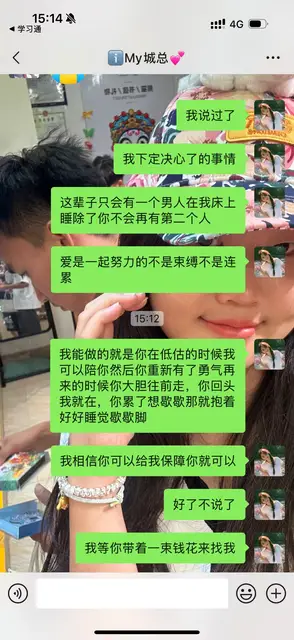 15:14
4G
学习通
My城总
我说过了
我下定决心了的事情
这辈子只会有一个男人在我床上
睡除了你不会再有第二个人
爱是一起努力的不是束缚不是连
累
15:12
我能做的就是你在低估的时候我
可以陪你然后你重新有了勇气再
来的时候你大胆往前走，你回头
我就在，你累了想歇歇那就抱着
好好睡觉歇歇脚
我相信你可以给我保障你就可以
好了不说了
我等你带着一束钱花来找我